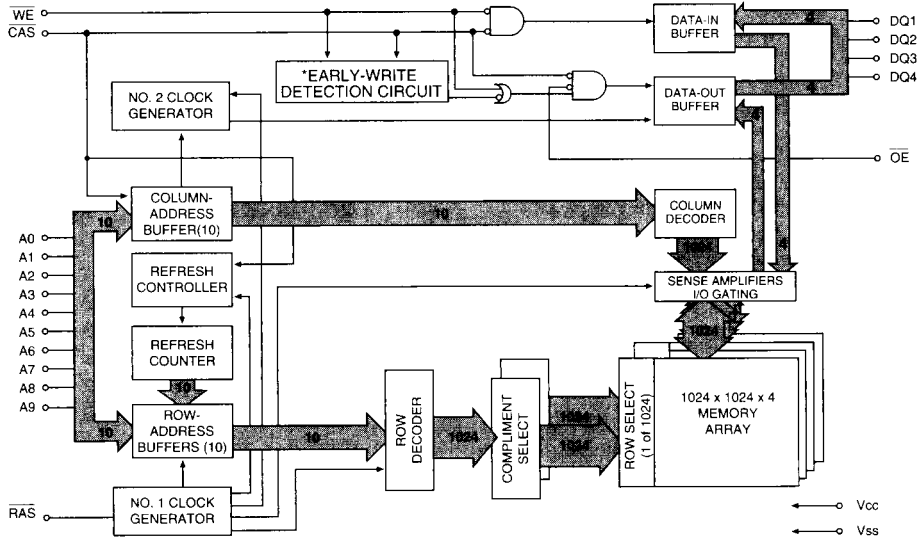 WE
CAS
*EARLY-WRITE
DETECTION CIRCUIT
NO. 2 CLOCK
GENERATOR
DATA-IN
BUFFER
DATA-OUT
BUFFER
4
4
4
4
DQ1
DQ2
DQ3
DQ4
OE
COLUMN-
ADDRESS
BUFFER(10)
10
10
COLUMN
DECODER
1024
A0
A1
A2
A3
A4
A5
A6
A7
A8
A9
REFRESH
CONTROLLER
REFRESH
COUNTER
10
SENSE AMPLIFIERS
I/O GATING
1024
10
ROW-
ADDRESS
BUFFERS (10)
10
ROW
DECODER
1024
COMPLIMENT
SELECT
1024
1024
ROW SELECT
(1 of 1024)
1024 x 1024 x 4
MEMORY
ARRAY
RAS
NO. 1 CLOCK
GENERATOR
Vcc
Vss